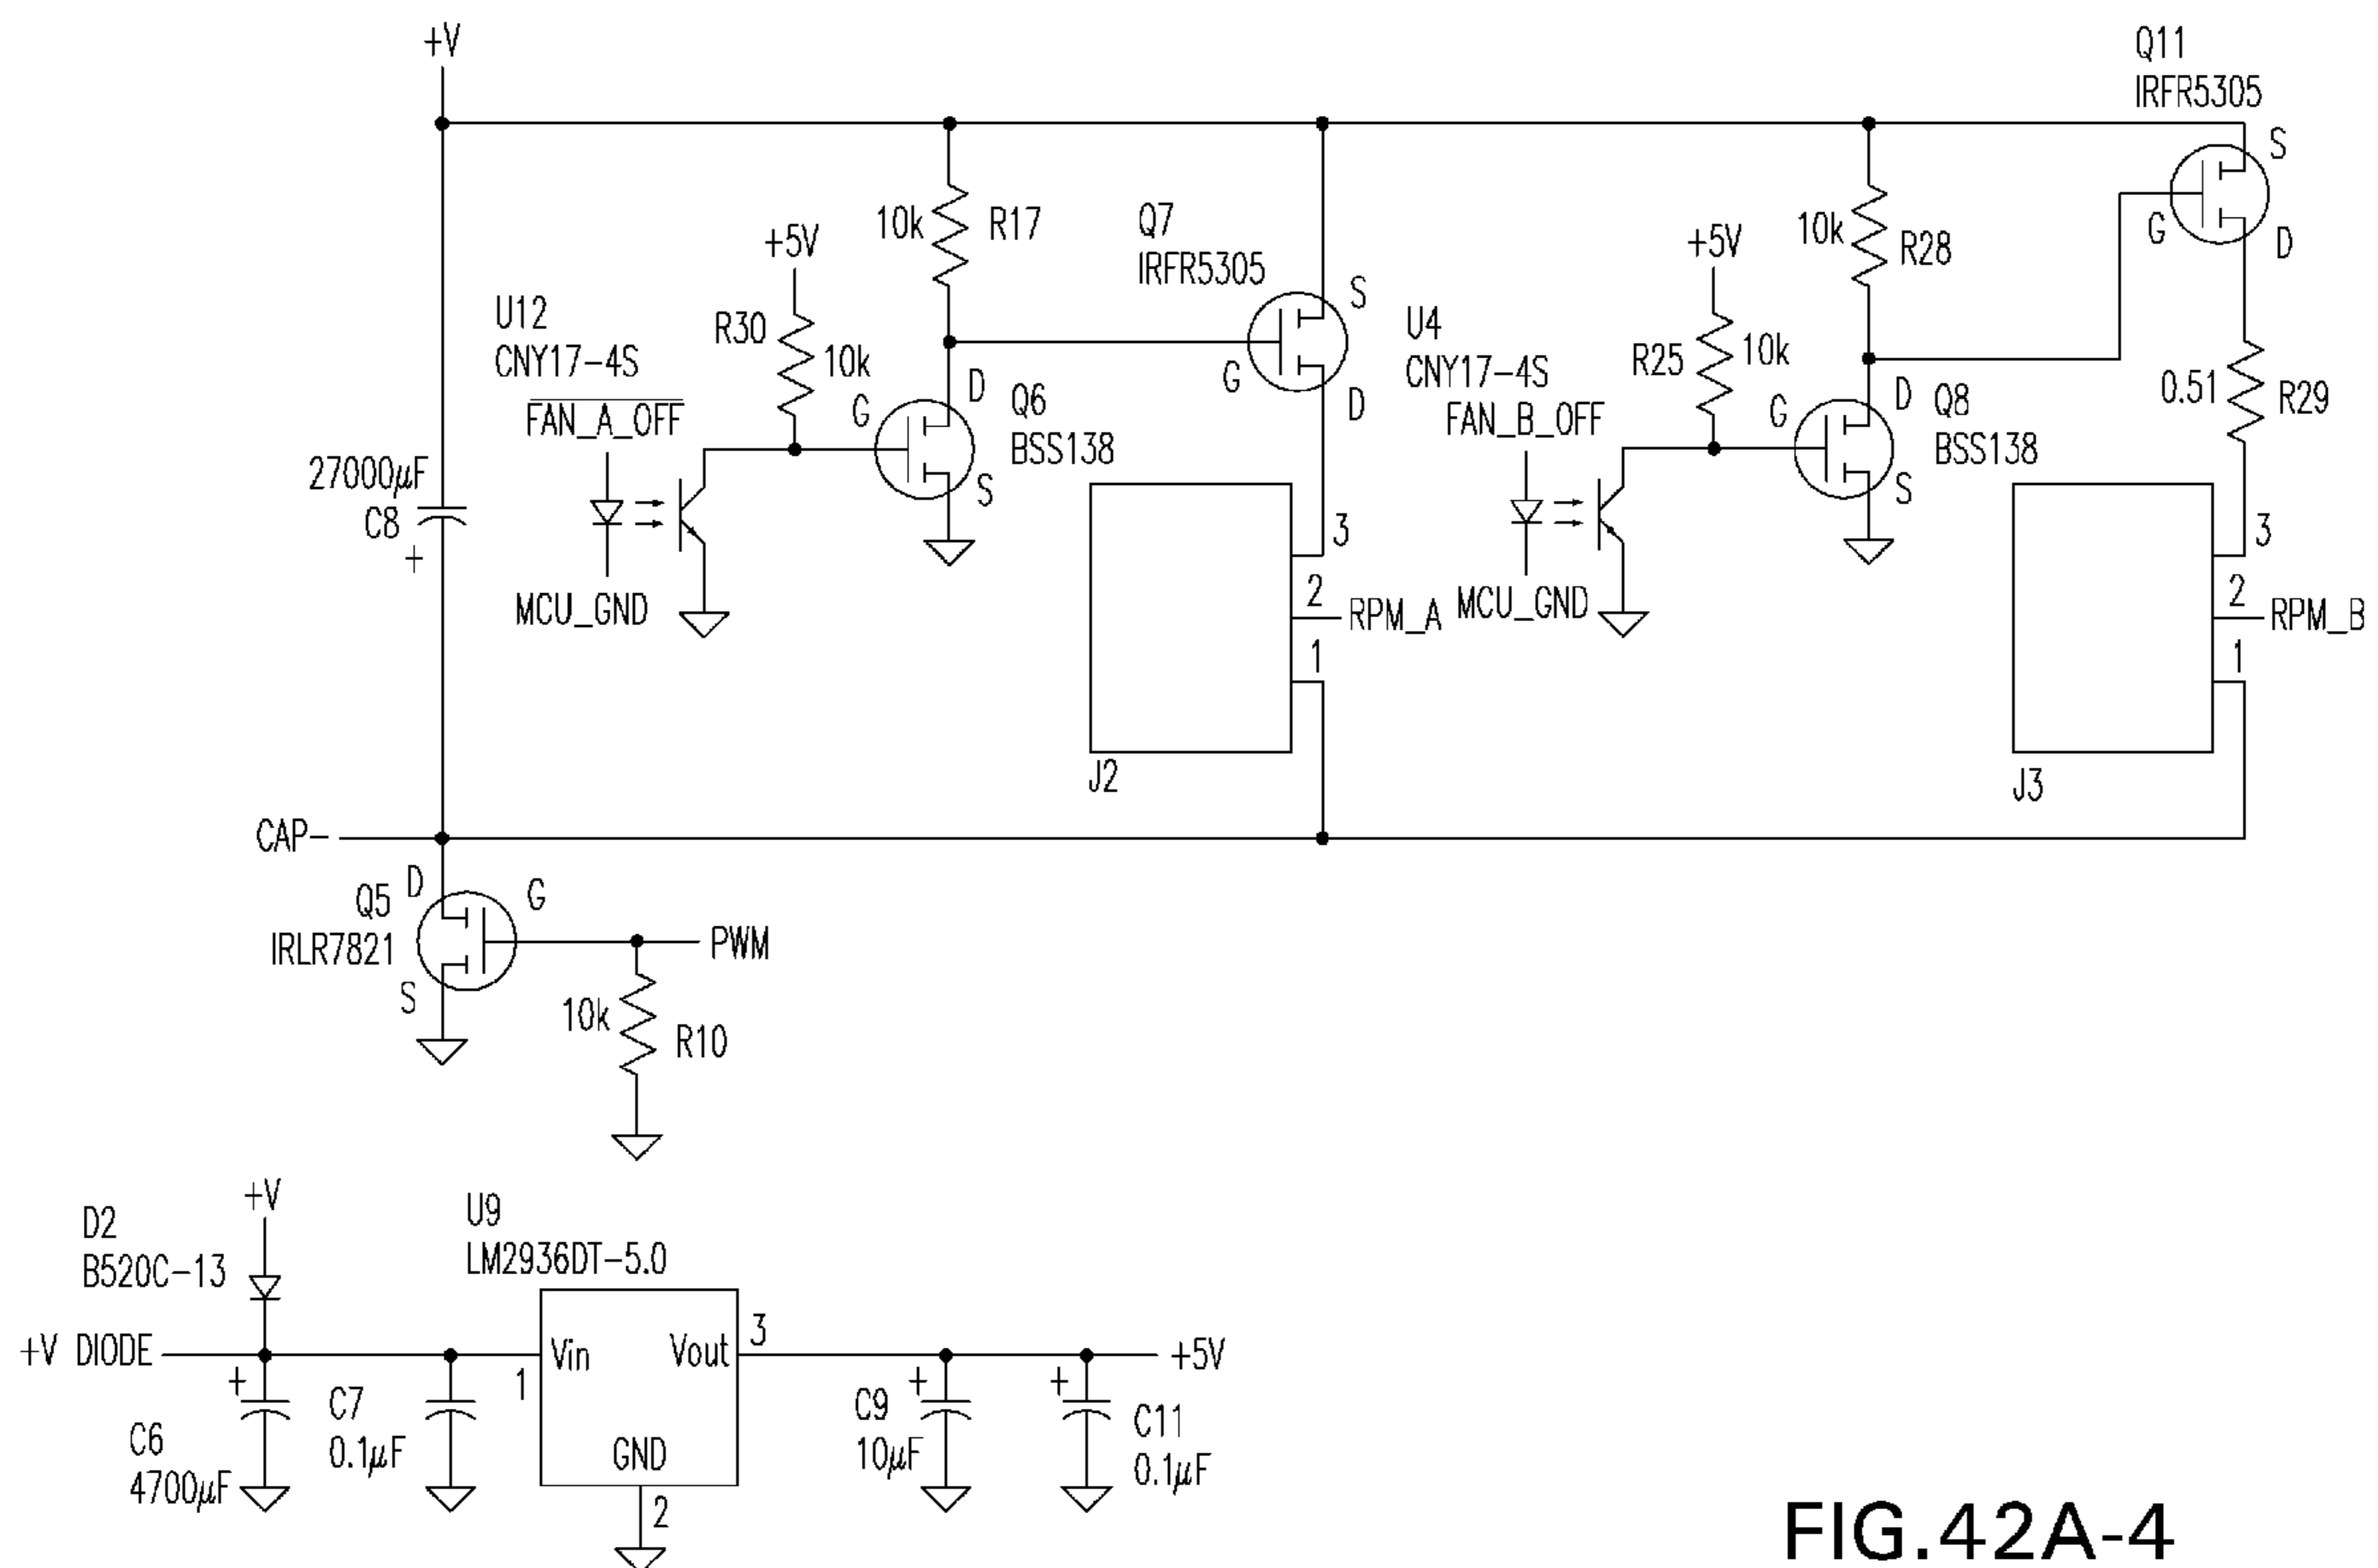 +V
Q11
IRFR5305
S
G
D
10k
R17
Q7
IRFR5305
S
G
D
+5V
R30
10k
U12
CNY17-4S
FAN_A_OFF
MCU_GND
G
D
Q6
BSS138
S
10k
R28
+5V
R25
10k
U4
CNY17-4S
FAN_B_OFF
MCU_GND
G
D
Q8
BSS138
S
0.51
R29
27000µF
C8
+
3
2
RPM_A
1
J2
3
2
RPM_B
1
J3
CAP-
D
Q5
IRLR7821
G
S
PWM
10k
R10
+V
D2
B520C-13
+V DIODE
U9
LM2936DT-5.0
Vin
1
Vout
3
GND
2
+5V
+
C6
4700µF
C7
0.1µF
+
C9
10µF
+
C11
0.1µF
FIG.42A-4